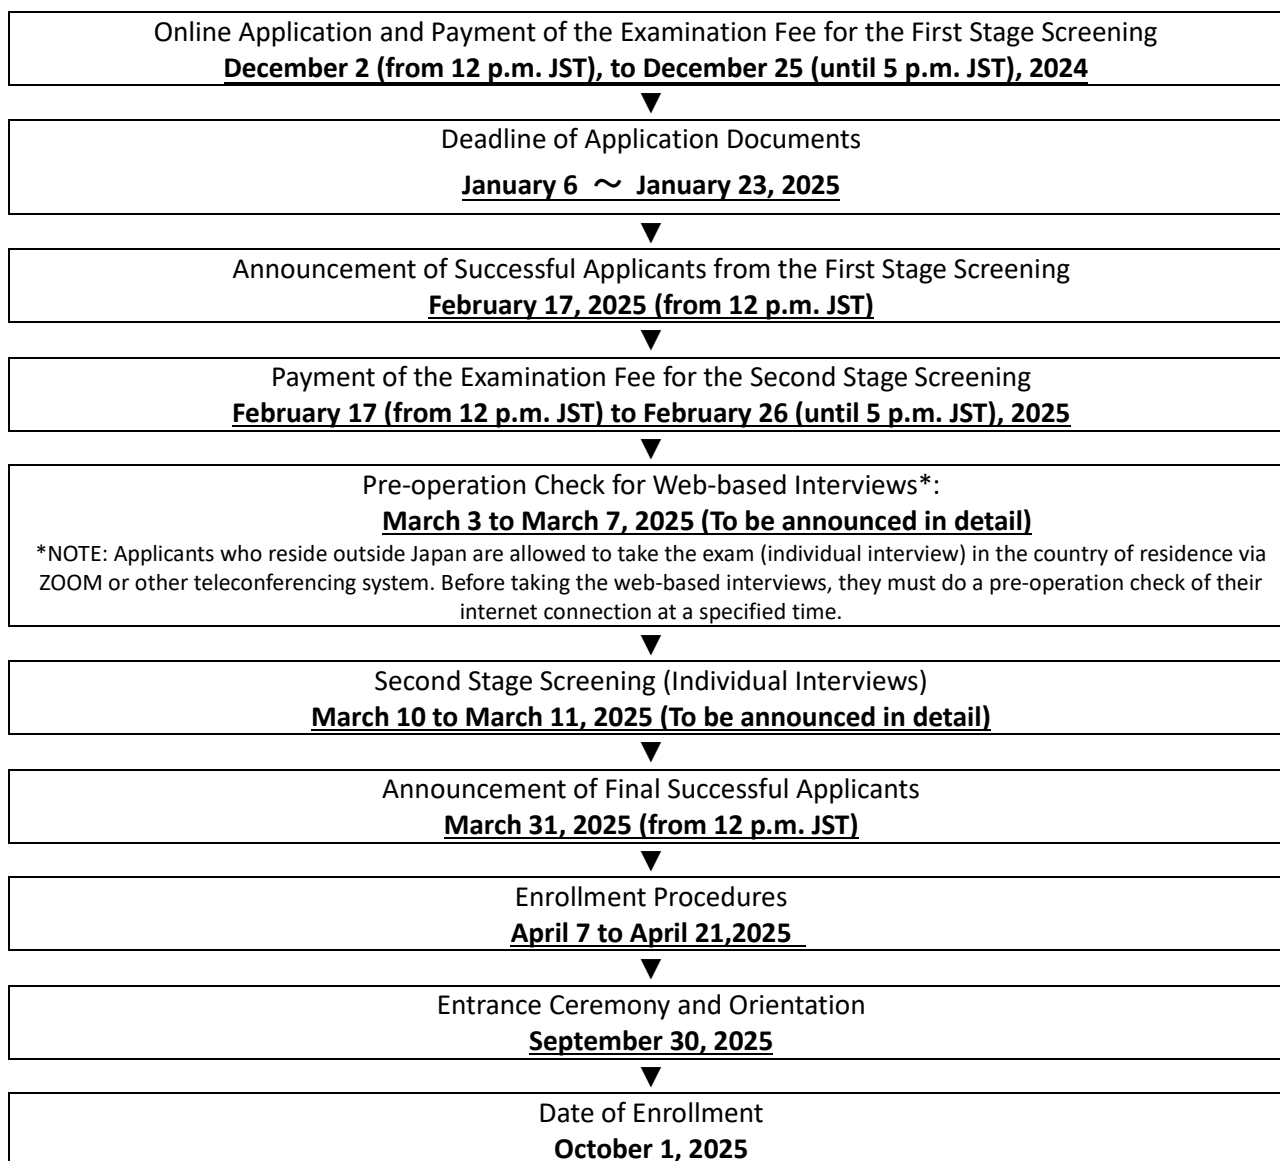 Online Application and Payment of the Examination Fee for the First Stage Screening
December 2 (from 12 p.m. JST), to December 25 (until 5 p.m. JST), 2024
▼
Deadline of Application Documents
January 6 ～ January 23, 2025
▼
Announcement of Successful Applicants from the First Stage Screening
February 17, 2025 (from 12 p.m. JST)
▼
Payment of the Examination Fee for the Second Stage Screening
February 17 (from 12 p.m. JST) to February 26 (until 5 p.m. JST), 2025
▼
Pre-operation Check for Web-based Interviews*:
March 3 to March 7, 2025 (To be announced in detail)
*NOTE: Applicants who reside outside Japan are allowed to take the exam (individual interview) in the country of residence via
ZOOM or other teleconferencing system. Before taking the web-based interviews, they must do a pre-operation check of their
internet connection at a specified time.
▼
Second Stage Screening (Individual Interviews)
March 10 to March 11, 2025 (To be announced in detail)
▼
Announcement of Final Successful Applicants
March 31, 2025 (from 12 p.m. JST)
▼
Enrollment Procedures
April 7 to April 21,2025
▼
Entrance Ceremony and Orientation
September 30, 2025
▼
Date of Enrollment
October 1, 2025